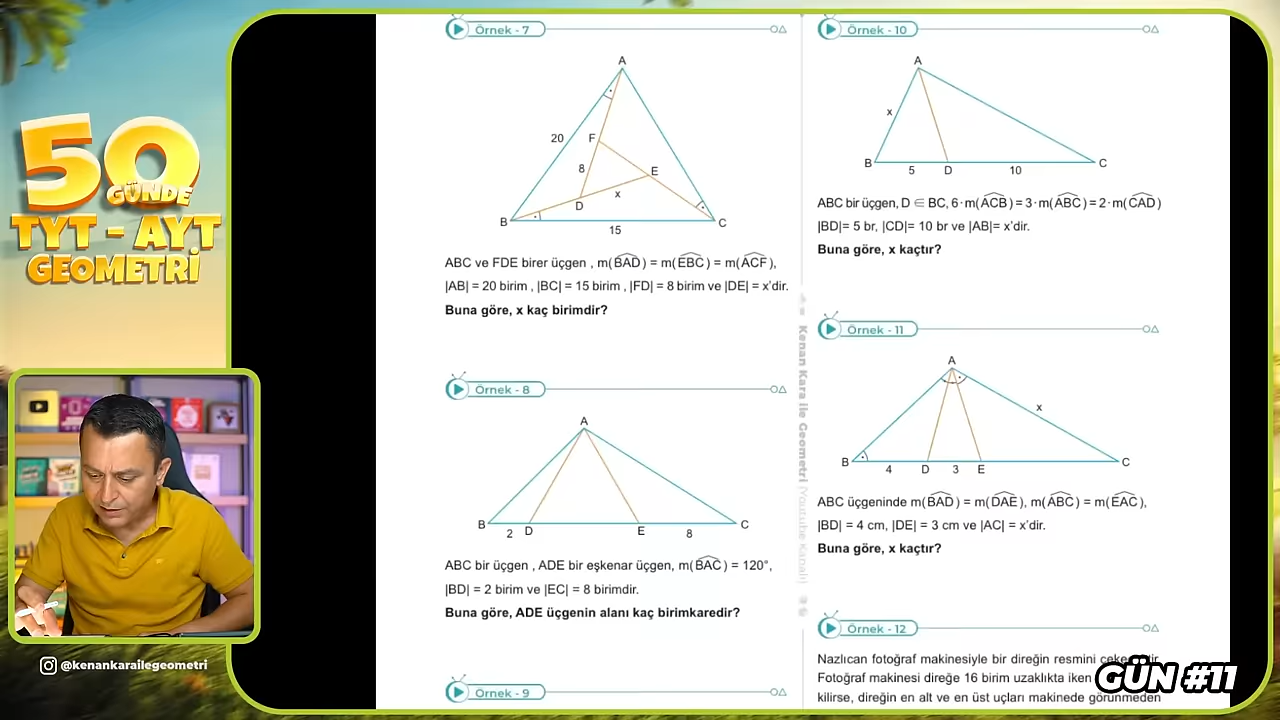 50
GÜNDE
TYT - AYT
GEOMETRİ
@kenankarailegeometri
Örnek - 7
A
20
F
8
E
x
D
B
C
15
ABC ve FDE birer üçgen , m(BAD) = m(EBC) = m(ACF),
|AB| = 20 birim , |BC| = 15 birim , |FD| = 8 birim ve |DE| = x'dir.
Buna göre, x kaç birimdir?
Örnek - 8
A
B
2
D
E
8
C
ABC bir üçgen , ADE bir eşkenar üçgen, m(BAC) = 120°,
|BD| = 2 birim ve |EC| = 8 birimdir.
Buna göre, ADE üçgenin alanı kaç birimkaredir?
Örnek - 9
Kenan Kara ile Geometri
Örnek - 10
A
x
B
5
D
10
C
ABC bir üçgen, D ∈ BC, 6·m(ACB) = 3·m(ABC) = 2·m(CAD)
|BD|= 5 br, |CD|= 10 br ve |AB|= x'dir.
Buna göre, x kaçtır?
Örnek - 11
A
x
B
4
D
3
E
C
ABC üçgeninde m(BAD) = m(DAE), m(ABC) = m(EAC),
|BD| = 4 cm, |DE| = 3 cm ve |AC| = x'dir.
Buna göre, x kaçtır?
Örnek - 12
Nazlıcan fotoğraf makinesiyle bir direğin resmini
Fotoğraf makinesi direğe 16 birim uzaklıkta iken
kilirse, direğin en alt ve en üst uçları makinede görünmeden
GÜN #11